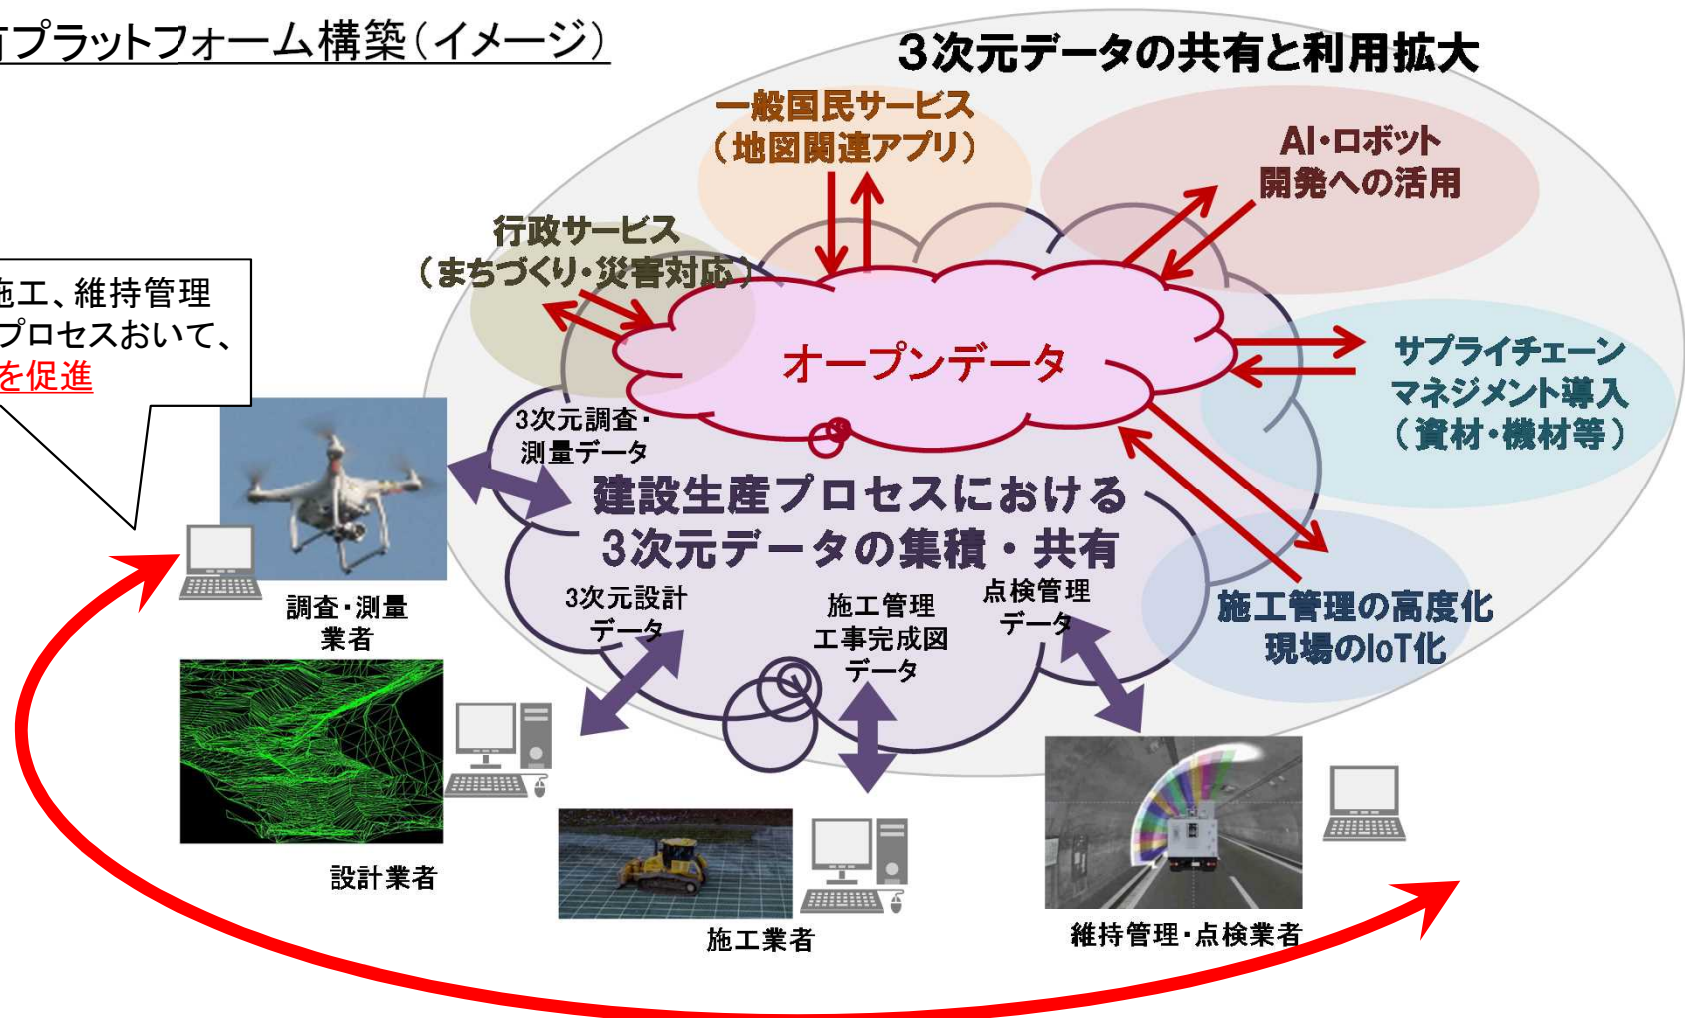 有プラットフォーム構築(イメージ)
3次元データの共有と利用拡大
一般国民サービス
(地図関連アプリ)
AI・ロボット
開発への活用
行政サービス
(まちづくり・災害対応)
施工、維持管理
プロセスおいて、
を促進
オープンデータ
サプライチェーン
マネジメント導入
(資材・機材等)
3次元調査・
測量データ
建設生産プロセスにおける
3次元データの集積・共有
3次元設計
データ
施工管理
工事完成図
データ
点検管理
データ
施工管理の高度化
現場のIoT化
調査・測量
業者
設計業者
施工業者
維持管理・点検業者